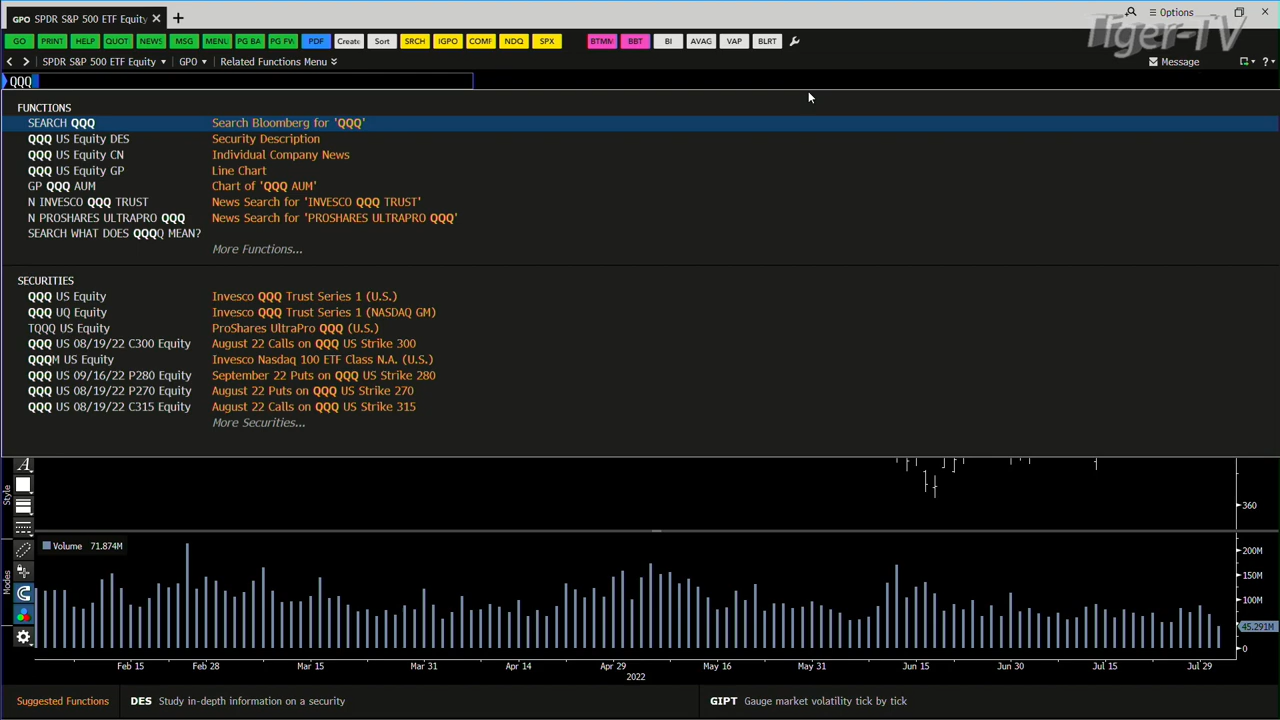 GPO SPDR S&P 500 ETF Equity
Options
Tiger-TV
GO PRINT HELP QUOT NEWS MSG MENU PG BA PG FW PDF Create Sort SRCH IGPO COMF NDQ SPX BTMM BBT BI AVAG VAP BLRT
SPDR S&P 500 ETF Equity GPO Related Functions Menu Message ?
QQQ
FUNCTIONS
SEARCH QQQ Search Bloomberg for 'QQQ'
QQQ US Equity DES Security Description
QQQ US Equity CN Individual Company News
QQQ US Equity GP Line Chart
GP QQQ AUM Chart of 'QQQ AUM'
N INVESCO QQQ TRUST News Search for 'INVESCO QQQ TRUST'
N PROSHARES ULTRAPRO QQQ News Search for 'PROSHARES ULTRAPRO QQQ'
SEARCH WHAT DOES QQQQ MEAN?
More Functions...
SECURITIES
QQQ US Equity Invesco QQQ Trust Series 1 (U.S.)
QQQ UQ Equity Invesco QQQ Trust Series 1 (NASDAQ GM)
TQQQ US Equity ProShares UltraPro QQQ (U.S.)
QQQ US 08/19/22 C300 Equity August 22 Calls on QQQ US Strike 300
QQQM US Equity Invesco Nasdaq 100 ETF Class N.A. (U.S.)
QQQ US 09/16/22 P280 Equity September 22 Puts on QQQ US Strike 280
QQQ US 08/19/22 P270 Equity August 22 Puts on QQQ US Strike 270
QQQ US 08/19/22 C315 Equity August 22 Calls on QQQ US Strike 315
More Securities...
A
Style
360
Volume 71.874M
200M
Modes
150M
100M
45.291M
0
Feb 15 Feb 28 Mar 15 Mar 31 Apr 14 Apr 29 May 16 May 31 Jun 15 Jun 30 Jul 15 Jul 29
2022
Suggested Functions DES Study in-depth information on a security GIPT Gauge market volatility tick by tick